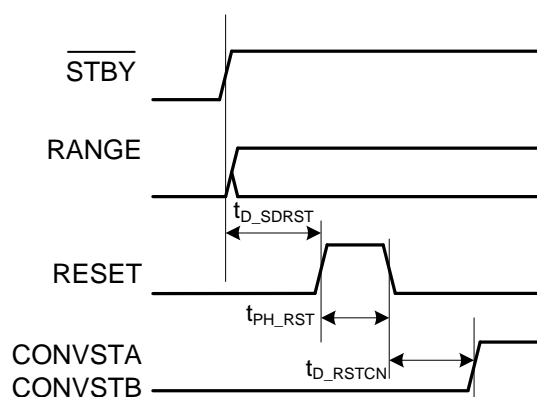 STBY
RANGE
tD_SDRST
RESET
tPH_RST
CONVSTA
tD_RSTCN
CONVSTB